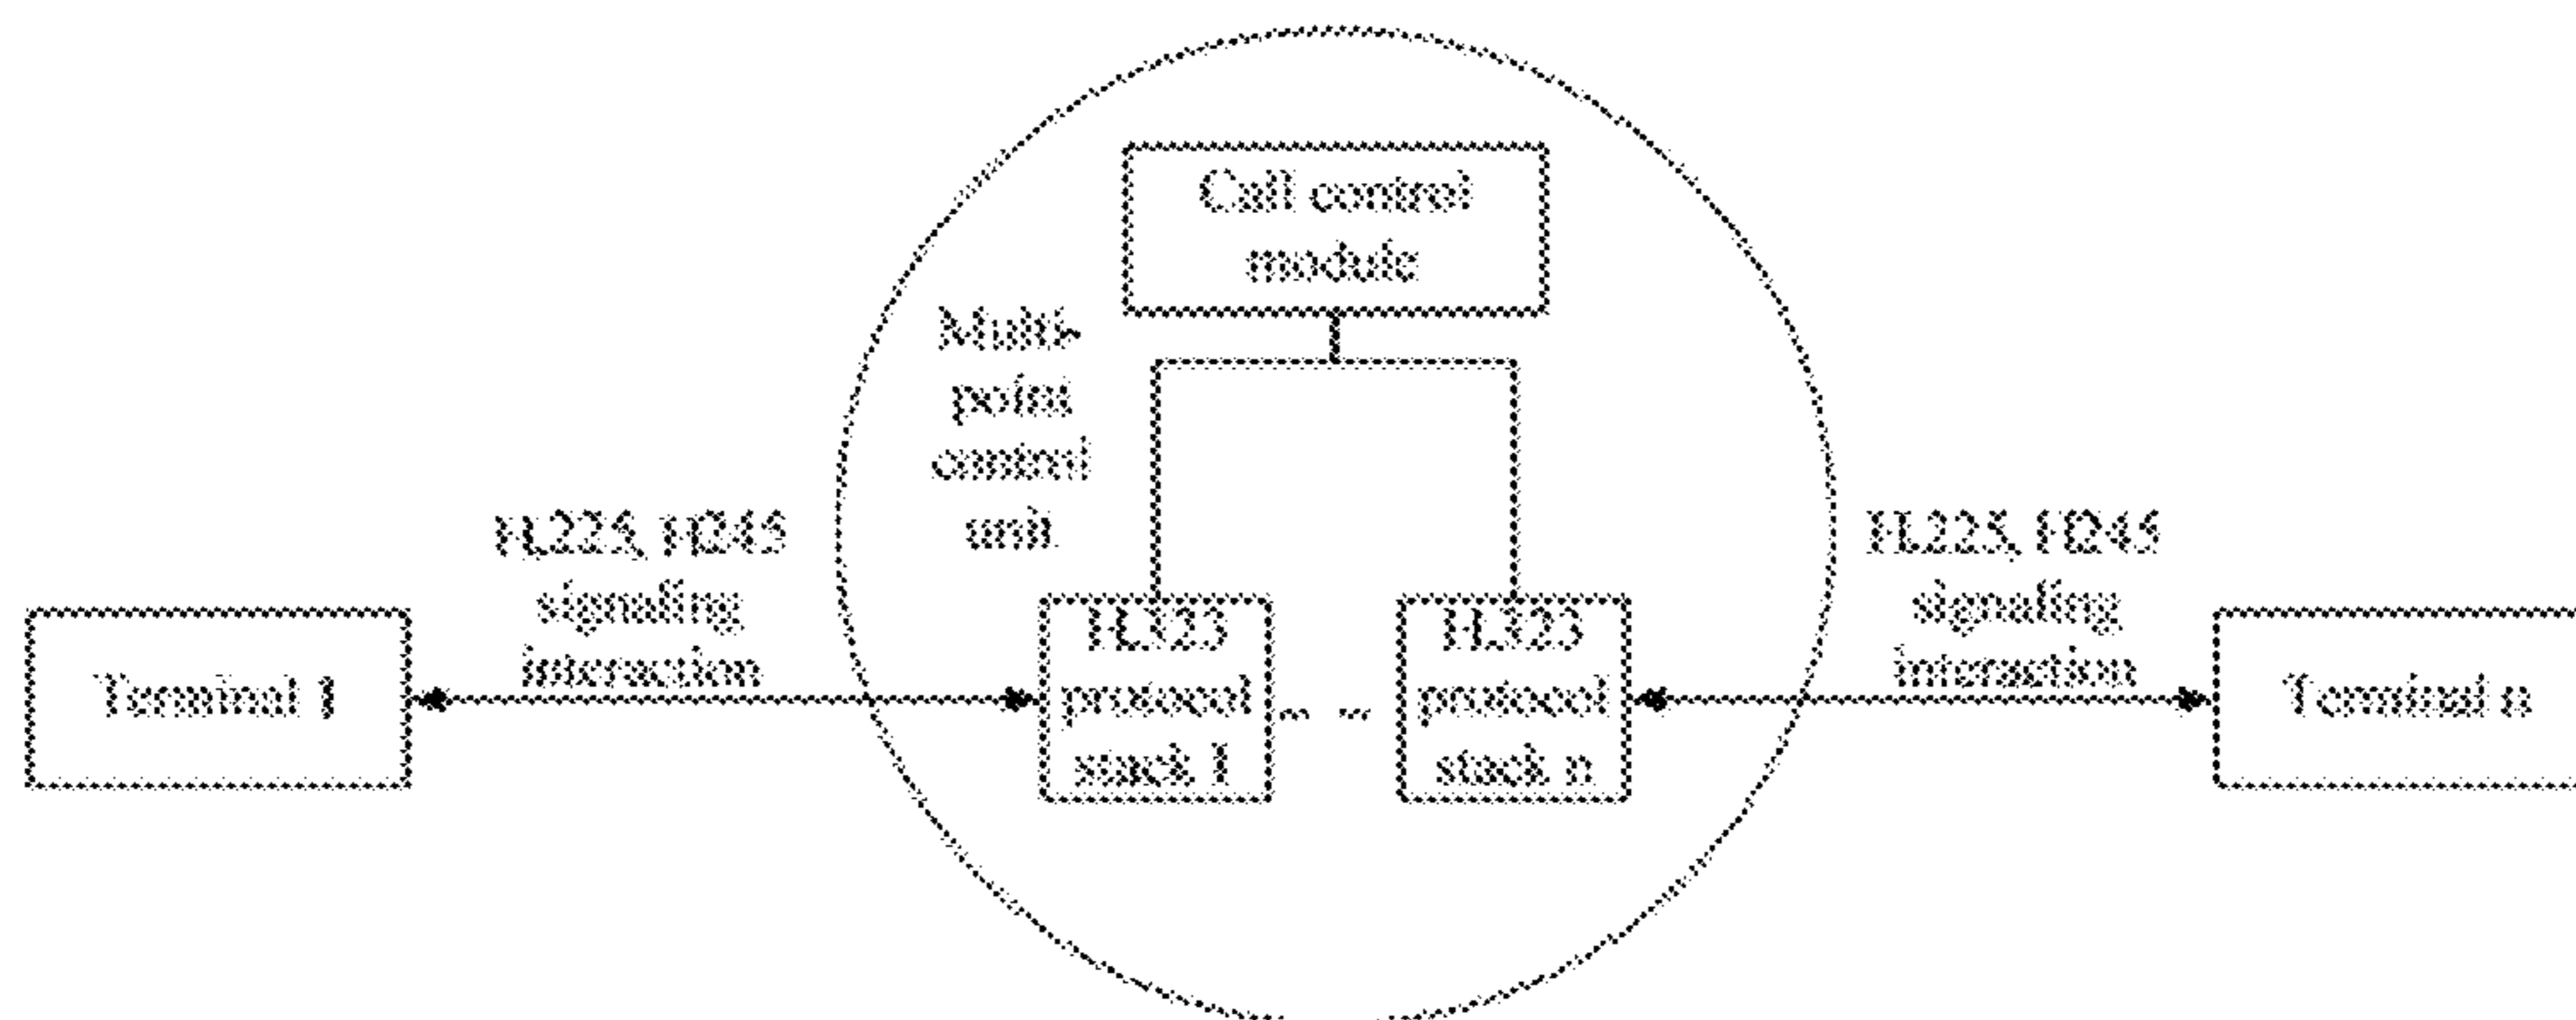 Call control
module
Multi-
point
control
unit
H.225, H245
signaling
interaction
H.225, H245
signaling
interaction
Terminal 1
H.323
protocol
stack 1
H.323
protocol
stack n
Terminal n